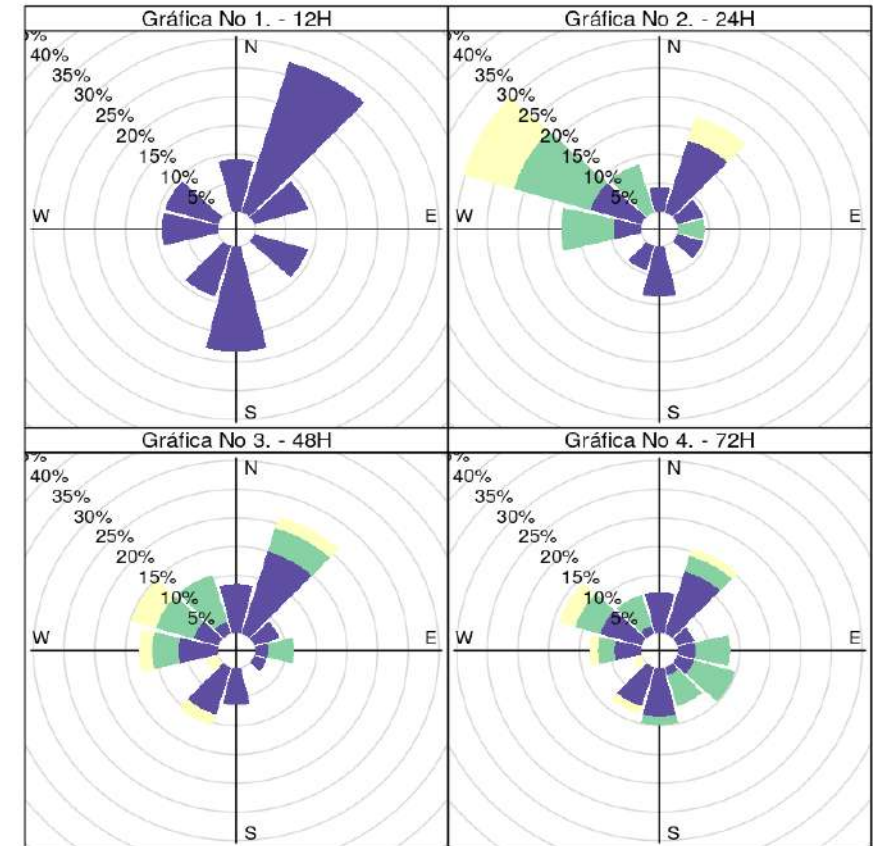 Gráfica No 1. - 12H
40%
35%
30%
25%
20%
15%
10%
5%
N
W
E
S
Gráfica No 2. - 24H
40%
35%
30%
25%
20%
15%
10%
5%
N
W
E
S
Gráfica No 3. - 48H
40%
35%
30%
25%
20%
15%
10%
5%
N
W
E
S
Gráfica No 4. - 72H
40%
35%
30%
25%
20%
15%
10%
5%
N
W
E
S